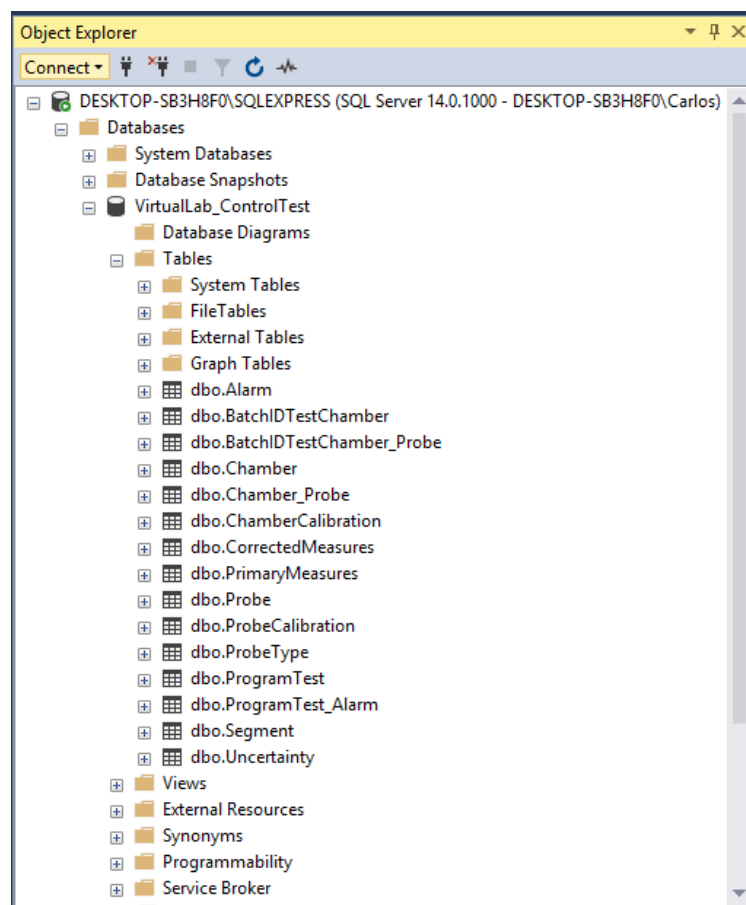 Object Explorer
Connect
DESKTOP-SB3H8F0\SQLEXPRESS (SQL Server 14.0.1000 - DESKTOP-SB3H8F0\Carlos)
Databases
System Databases
Database Snapshots
VirtualLab_ControlTest
Database Diagrams
Tables
System Tables
FileTables
External Tables
Graph Tables
dbo.Alarm
dbo.BatchIDTestChamber
dbo.BatchIDTestChamber_Probe
dbo.Chamber
dbo.Chamber_Probe
dbo.ChamberCalibration
dbo.CorrectedMeasures
dbo.PrimaryMeasures
dbo.Probe
dbo.ProbeCalibration
dbo.ProbeType
dbo.ProgramTest
dbo.ProgramTest_Alarm
dbo.Segment
dbo.Uncertainty
Views
External Resources
Synonyms
Programmability
Service Broker